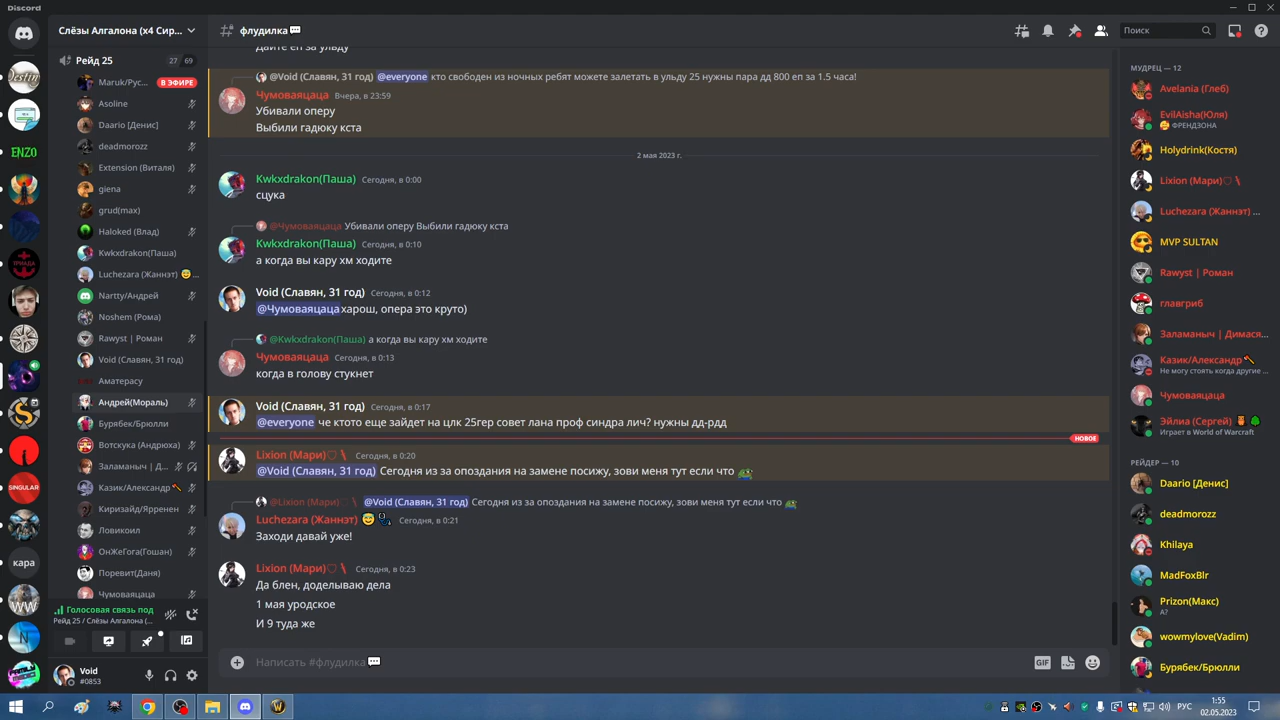 Discord
Слёзы Алгалона (x4 Сир...
флудилка
Поиск
Рейд 25
27
69
Maruk/Рус...
В ЭФИРЕ
Asoline
Daario [Денис]
deadmorozz
Extension (Виталя)
giena
grud(max)
Haloked (Влад)
Kwkxdrakon(Паша)
Luchezara (Жаннэт) 😅...
Nartty/Андрей
Noshem (Рома)
Rawyst | Роман
Void (Славян, 31 год)
Аматерасу
Андрей(Мораль)
Бурябек/Брюлли
Вотскука (Андрюха)
Заламаныч | Д...
Казик/Александр
Киризайд/Ярренен
Ловикоил
ОнЖеГога(Гошан)
Поревит(Даня)
Чумоваяцаца
Голосовая связь под
Рейд 25 / Слёзы Алгалона (...
Void
#0853
Destiny
ENZO
ТРИАДА
SINGULAR
кара
WW
Дайте еп за ульду
@Void (Славян, 31 год) @everyone кто свободен из ночных ребят можете залетать в ульду 25 нужны пара дд 800 еп за 1.5 часа!
Чумоваяцаца Вчера, в 23:59
Убивали оперу
Выбили гадюку кста
2 мая 2023 г.
Kwkxdrakon(Паша) Сегодня, в 0:00
сцука
@Чумоваяцаца Убивали оперу Выбили гадюку кста
Kwkxdrakon(Паша) Сегодня, в 0:10
а когда вы кару хм ходите
Void (Славян, 31 год) Сегодня, в 0:12
@Чумоваяцаца харош, опера это круто)
@Kwkxdrakon(Паша) а когда вы кару хм ходите
Чумоваяцаца Сегодня, в 0:13
когда в голову стукнет
Void (Славян, 31 год) Сегодня, в 0:17
@everyone че ктото еще зайдет на цлк 25гер совет лана проф синдра лич? нужны дд-рдд
НОВОЕ
Lixion (Мари)♡ Сегодня, в 0:20
@Void (Славян, 31 год) Сегодня из за опоздания на замене посижу, зови меня тут если что
@Lixion (Мари)♡ @Void (Славян, 31 год) Сегодня из за опоздания на замене посижу, зови меня тут если что
Luchezara (Жаннэт) 😅 Сегодня, в 0:21
Заходи давай уже!
Lixion (Мари)♡ Сегодня, в 0:23
Да блен, доделываю дела
1 мая уродское
И 9 туда же
Написать #флудилка
GIF
МУДРЕЦ — 12
Avelania (Глеб)
EvilAisha(Юля)
ФРЕНДЗОНА
Holydrink(Костя)
Lixion (Мари)♡
Luchezara (Жаннэт) ...
MVP SULTAN
Rawyst | Роман
главгриб
Заламаныч | Димася...
Казик/Александр
Не могу стоять когда другие ...
Чумоваяцаца
Эйлиа (Сергей)
Играет в World of Warcraft
РЕЙДЕР — 10
Daario [Денис]
deadmorozz
Khilaya
MadFoxBlr
Prizon(Макс)
А?
wowmylove(Vadim)
Бурябек/Брюлли
РУС
1:55
02.05.2023